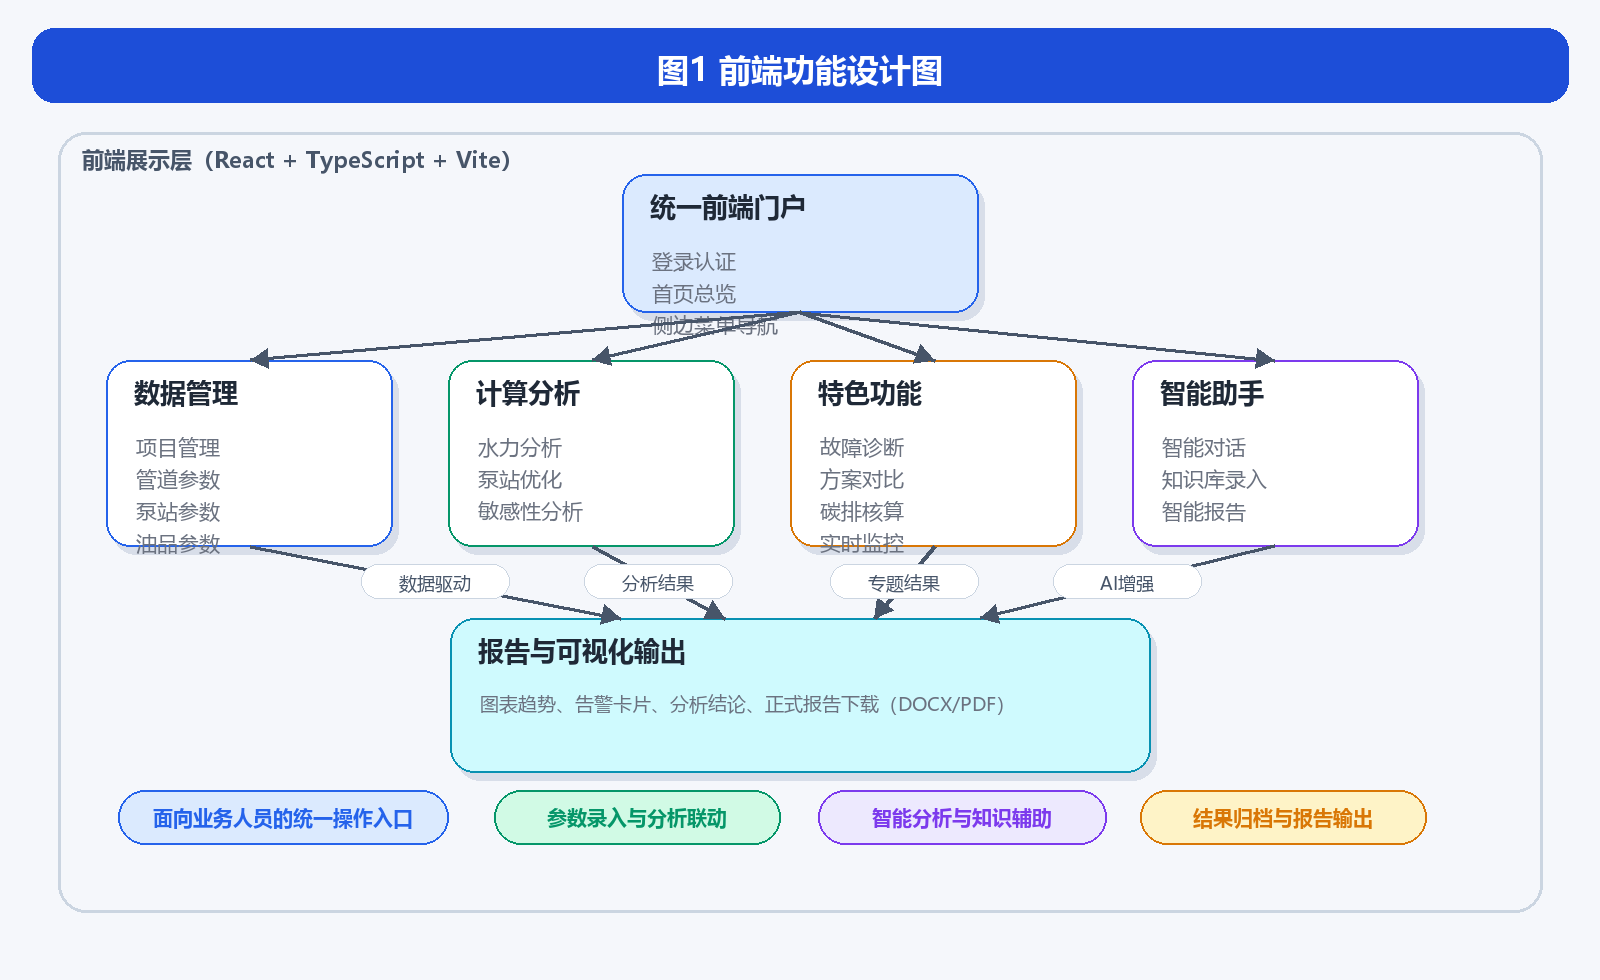 图1 前端功能设计图
前端展示层（React + TypeScript + Vite）
统一前端门户
登录认证
首页总览
侧边菜单导航
数据管理
项目管理
管道参数
泵站参数
油品参数
计算分析
水力分析
泵站优化
敏感性分析
特色功能
故障诊断
方案对比
碳排核算
实时监控
智能助手
智能对话
知识库录入
智能报告
数据驱动
分析结果
专题结果
AI增强
报告与可视化输出
图表趋势、告警卡片、分析结论、正式报告下载（DOCX/PDF）
面向业务人员的统一操作入口
参数录入与分析联动
智能分析与知识辅助
结果归档与报告输出